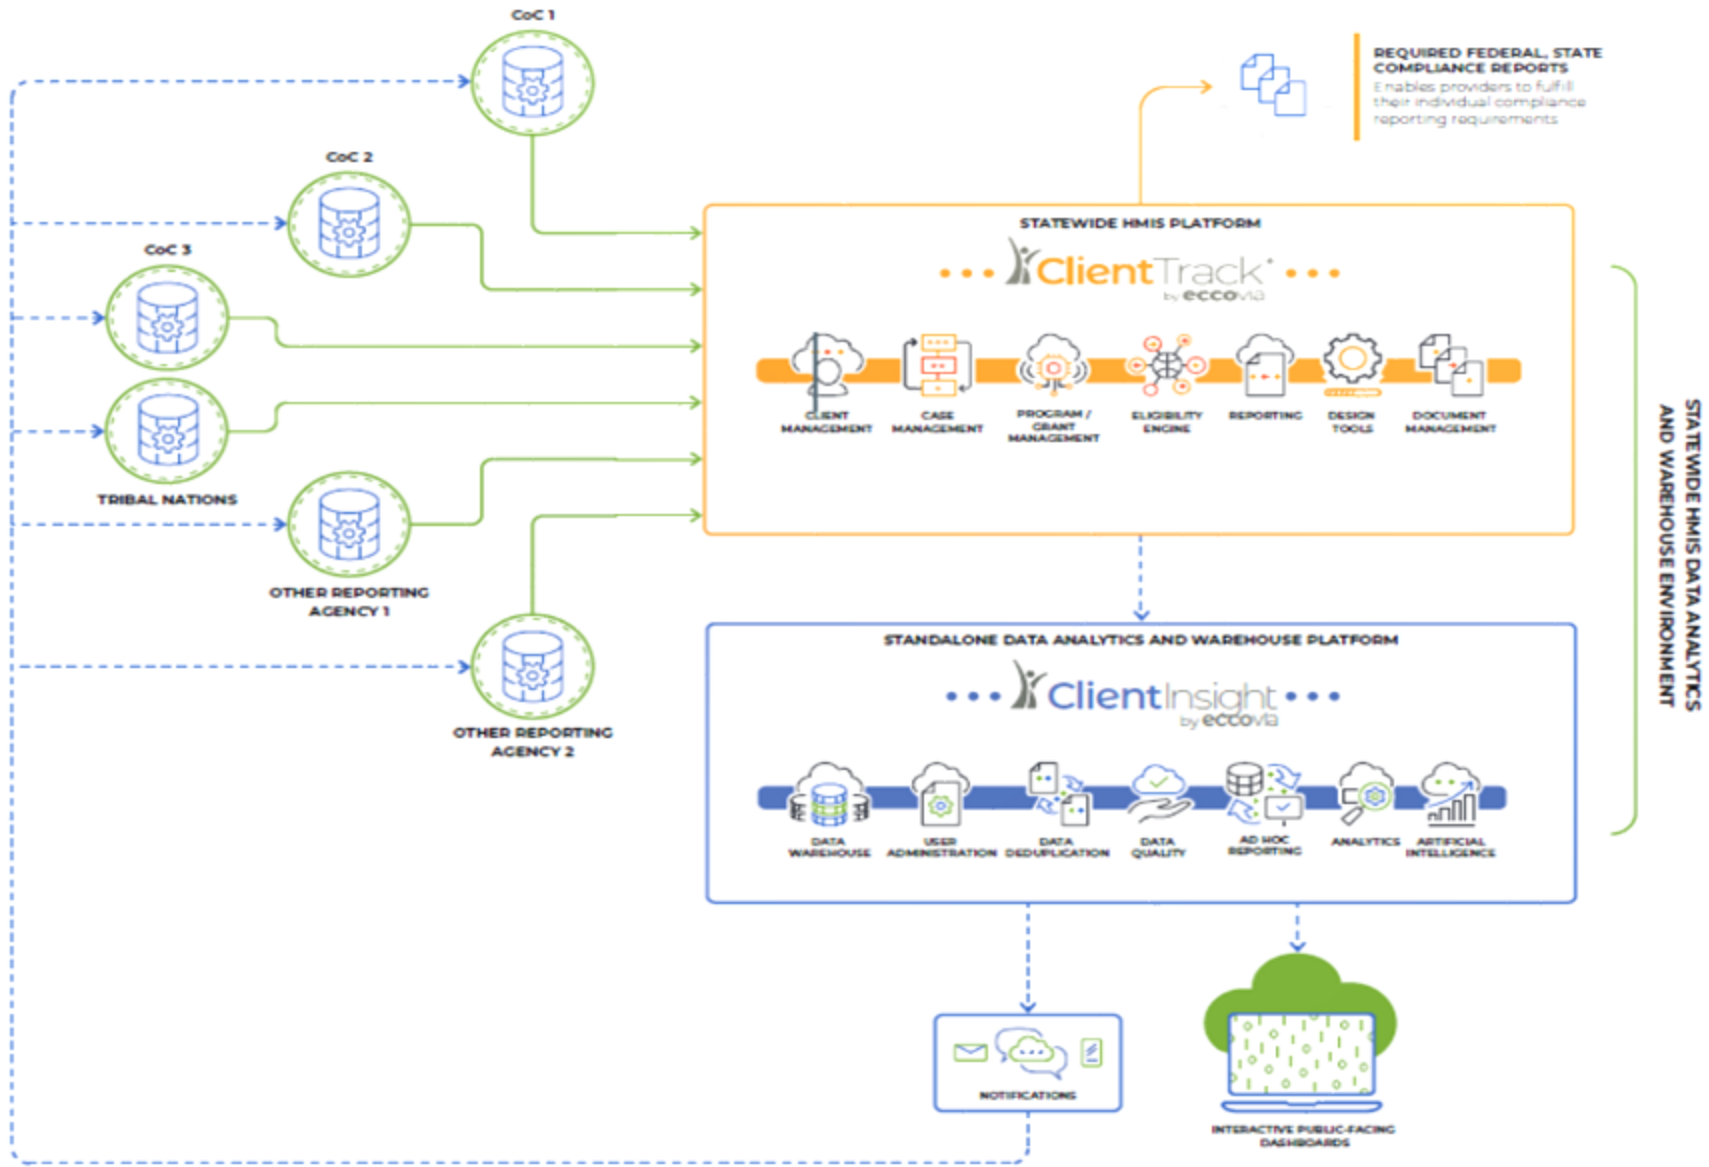 CoC 1
REQUIRED FEDERAL, STATE
COMPLIANCE REPORTS
Enables providers to fulfill
their individual compliance
reporting requirements
CoC 2
CoC 3
TRIBAL NATIONS
OTHER REPORTING
AGENCY 1
OTHER REPORTING
AGENCY 2
STATEWIDE HMIS PLATFORM
ClientTrack
by eccovia
CLIENT
MANAGEMENT
CASE
MANAGEMENT
PROGRAM /
GRANT
MANAGEMENT
ELIGIBILITY
ENGINE
REPORTING
DESIGN
TOOLS
DOCUMENT
MANAGEMENT
STANDALONE DATA ANALYTICS AND WAREHOUSE PLATFORM
ClientInsight
by eccovia
DATA
WAREHOUSE
USER
ADMINISTRATION
DATA
DEDUPLICATION
DATA
QUALITY
AD HOC
REPORTING
ANALYTICS
ARTIFICIAL
INTELLIGENCE
STATEWIDE HMIS DATA ANALYTICS
AND WAREHOUSE ENVIRONMENT
NOTIFICATIONS
INTERACTIVE PUBLIC-FACING
DASHBOARDS